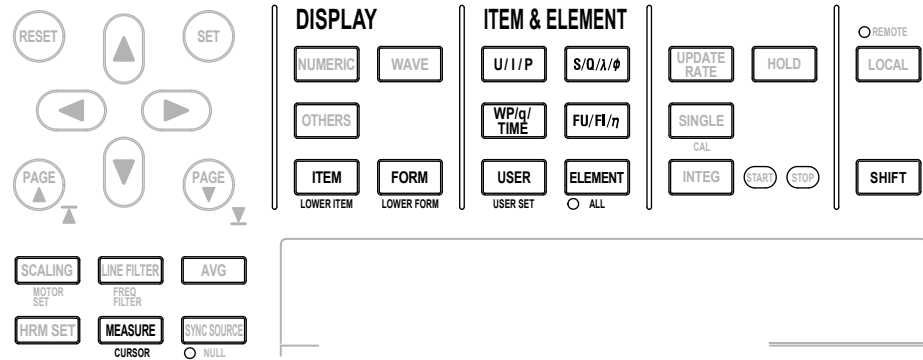 DISPLAY
ITEM & ELEMENT
RESET
SET
REMOTE
NUMERIC
WAVE
U/I/P
S/Q/λ/ϕ
UPDATE
RATE
HOLD
LOCAL
OTHERS
WP/q/
TIME
FU/FI/η
SINGLE
CAL
PAGE
PAGE
ITEM
FORM
USER
ELEMENT
INTEG
START
STOP
SHIFT
LOWER ITEM
LOWER FORM
USER SET
ALL
SCALING
LINE FILTER
AVG
MOTOR
SET
FREQ
FILTER
HRM SET
MEASURE
SYNC SOURCE
CURSOR
NULL